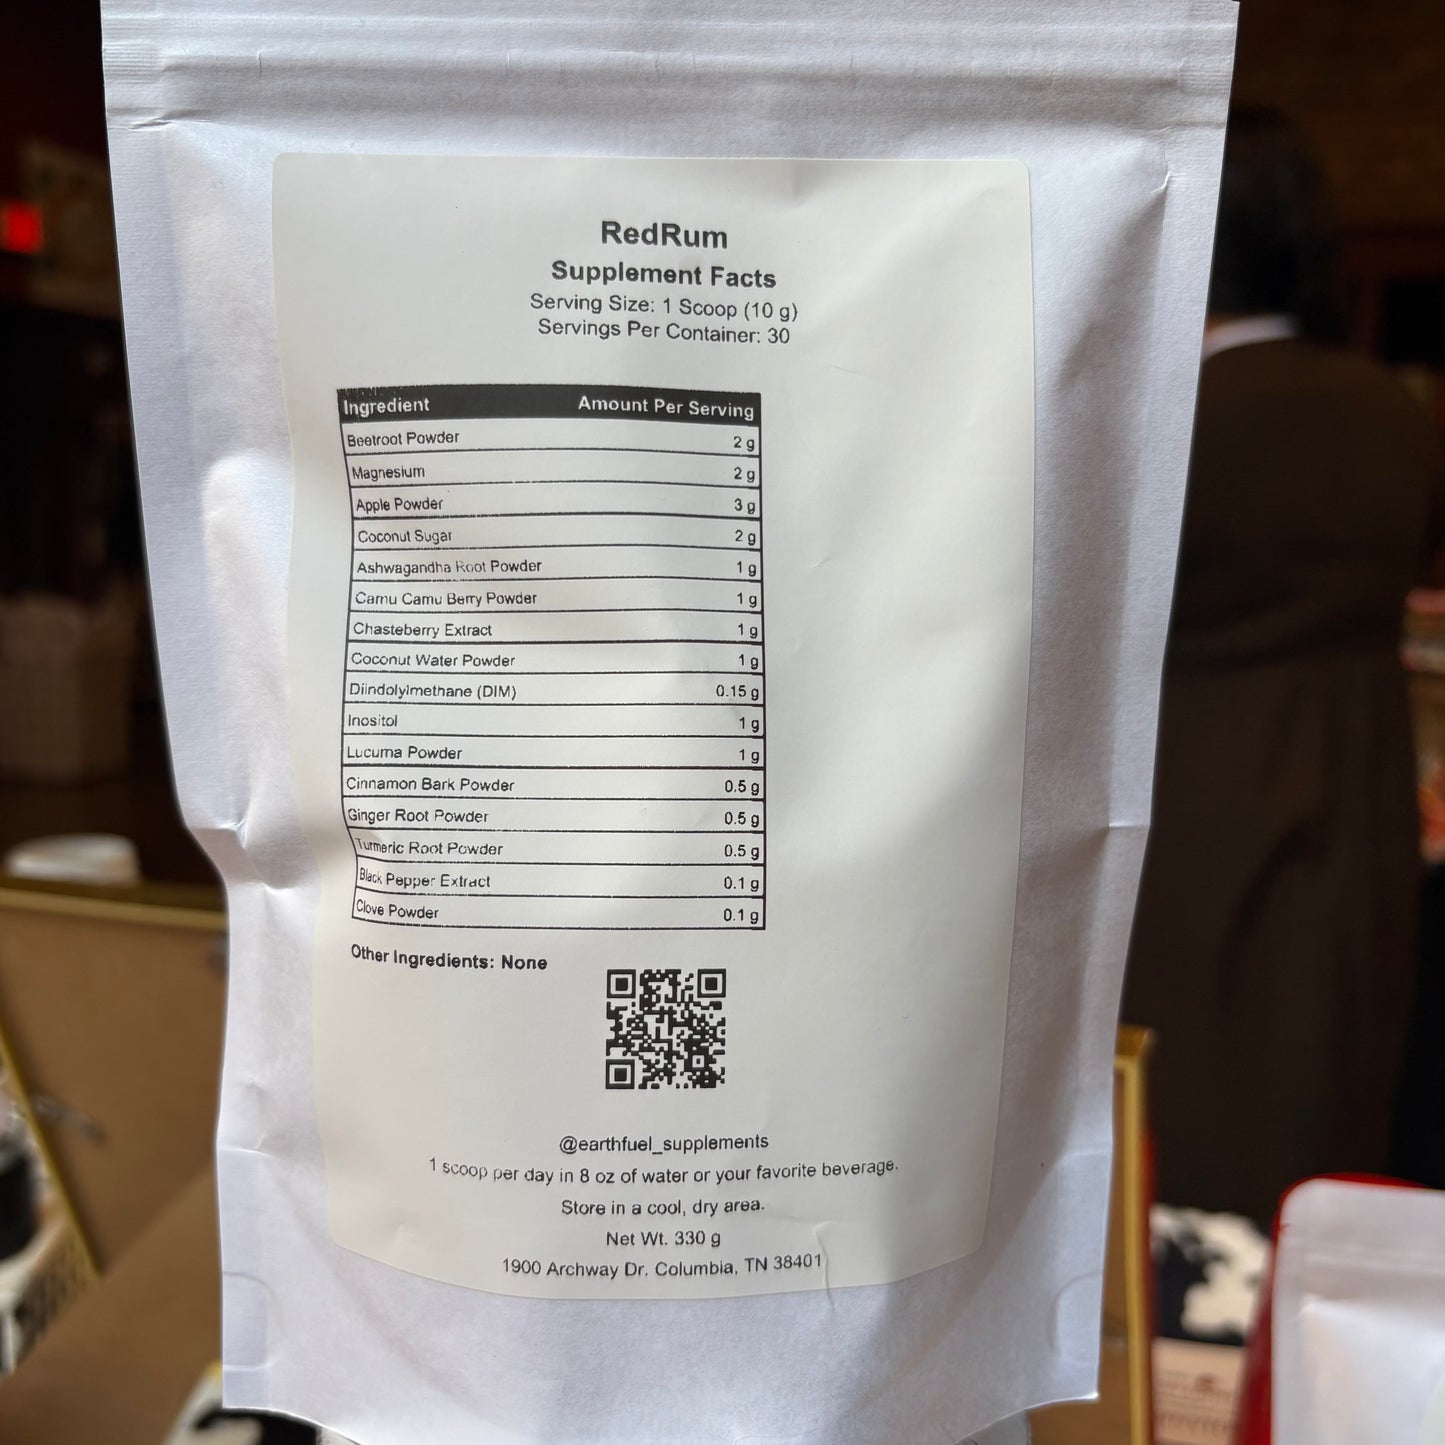 RedRum
Supplement Facts
Serving Size: 1 Scoop (10 g)
Servings Per Container: 30
Ingredient Amount Per Serving
Beetroot Powder 2 g
Magnesium 2 g
Apple Powder 3 g
Coconut Sugar 2 g
Ashwagandha Root Powder 1 g
Camu Camu Berry Powder 1 g
Chasteberry Extract 1 g
Coconut Water Powder 1 g
Diindolylmethane (DIM) 0.15 g
Inositol 1 g
Lucuma Powder 1 g
Cinnamon Bark Powder 0.5 g
Ginger Root Powder 0.5 g
Turmeric Root Powder 0.5 g
Black Pepper Extract 0.1 g
Clove Powder 0.1 g
Other Ingredients: None
@earthfuel_supplements
1 scoop per day in 8 oz of water or your favorite beverage.
Store in a cool, dry area.
Net Wt. 330 g
1900 Archway Dr. Columbia, TN 38401